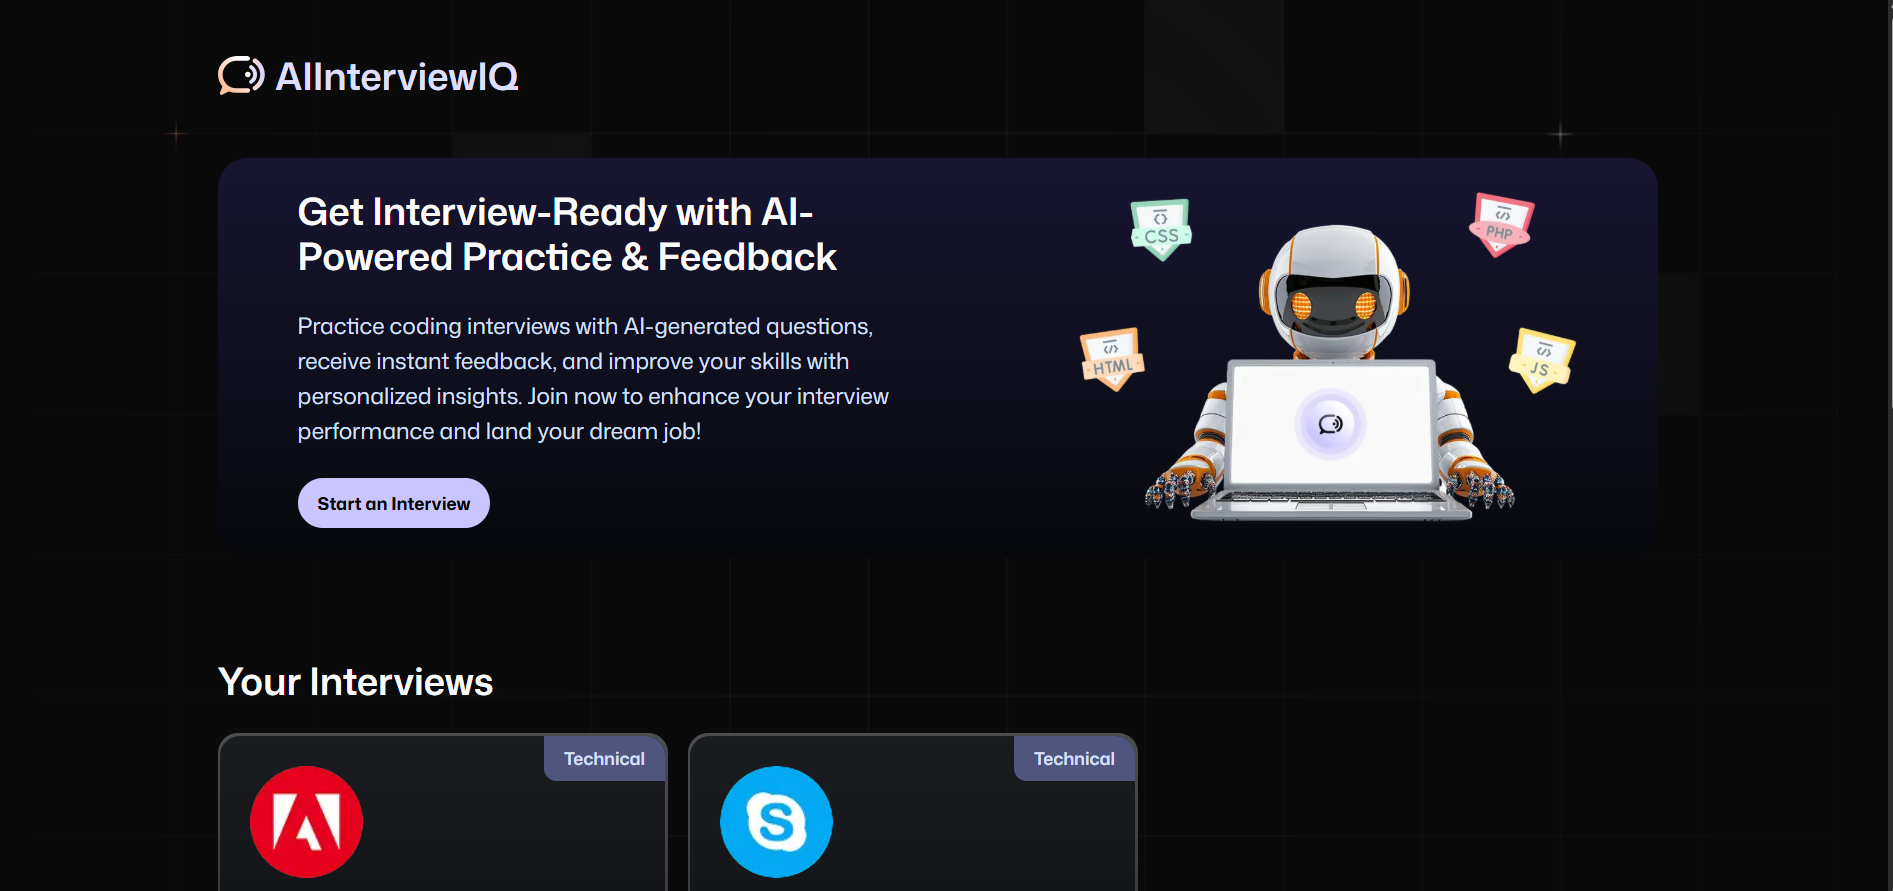 AIInterviewIQ
Get Interview-Ready with AI-
Powered Practice & Feedback
Practice coding interviews with AI-generated questions,
receive instant feedback, and improve your skills with
personalized insights. Join now to enhance your interview
performance and land your dream job!
Start an Interview
CSS
PHP
HTML
JS
Your Interviews
Technical
Technical